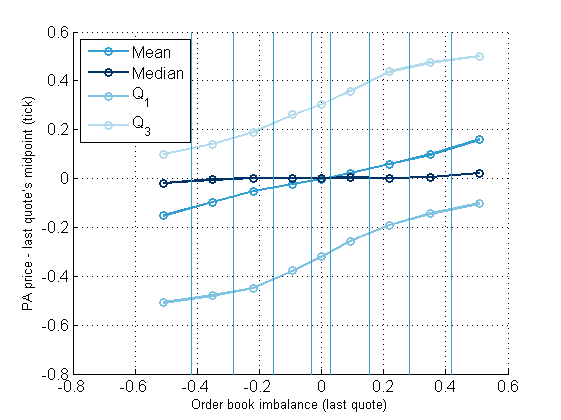 0.6
0.4
0.2
0
-0.2
-0.4
-0.6
-0.8
Mean
Median
Q1
Q3
PA price - last quote's midpoint (tick)
-0.8 -0.6 -0.4 -0.2 0 0.2 0.4 0.6
Order book imbalance (last quote)